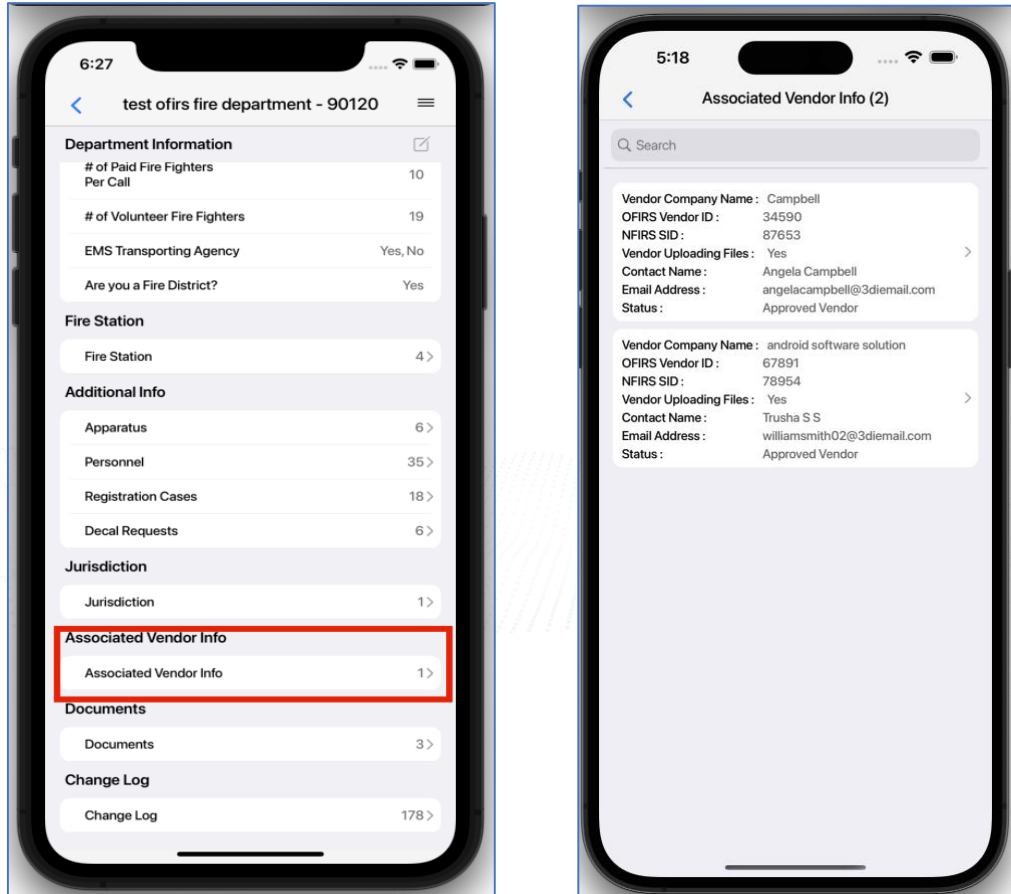 6:27
test ofirs fire department - 90120
Department Information
# of Paid Fire Fighters 10
Per Call
# of Volunteer Fire Fighters 19
EMS Transporting Agency Yes, No
Are you a Fire District? Yes
Fire Station
Fire Station 4
Additional Info
Apparatus 6
Personnel 35
Registration Cases 18
Decal Requests 6
Jurisdiction
Jurisdiction 1
Associated Vendor Info
Associated Vendor Info 1
Documents
Documents 3
Change Log
Change Log 178
5:18
Associated Vendor Info (2)
Search
Vendor Company Name : Campbell
OFIRS Vendor ID : 34590
NFIRS SID : 87653
Vendor Uploading Files : Yes
Contact Name : Angela Campbell
Email Address : angelacampbell@3diemail.com
Status : Approved Vendor
Vendor Company Name : android software solution
OFIRS Vendor ID : 67891
NFIRS SID : 78954
Vendor Uploading Files : Yes
Contact Name : Trusha S S
Email Address : williamsmith02@3diemail.com
Status : Approved Vendor